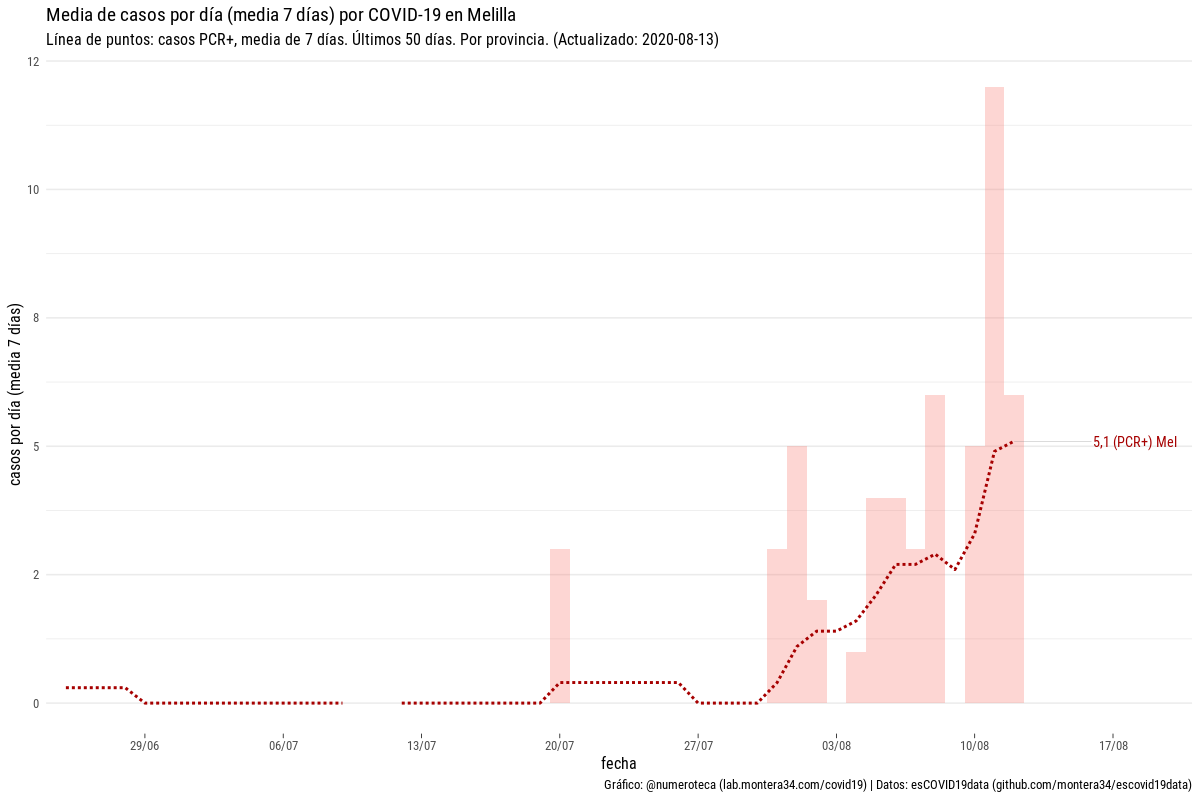 Media de casos por día (media 7 días) por COVID-19 en Melilla
Línea de puntos: casos PCR+, media de 7 días. Últimos 50 días. Por provincia. (Actualizado: 2020-08-13)
12
10
8
5
2
0
casos por día (media 7 días)
5,1 (PCR+) Mel
29/06
06/07
13/07
20/07
27/07
03/08
10/08
17/08
fecha
Gráfico: @numeroteca (lab.montera34.com/covid19) | Datos: esCOVID19data (github.com/montera34/escovid19data)